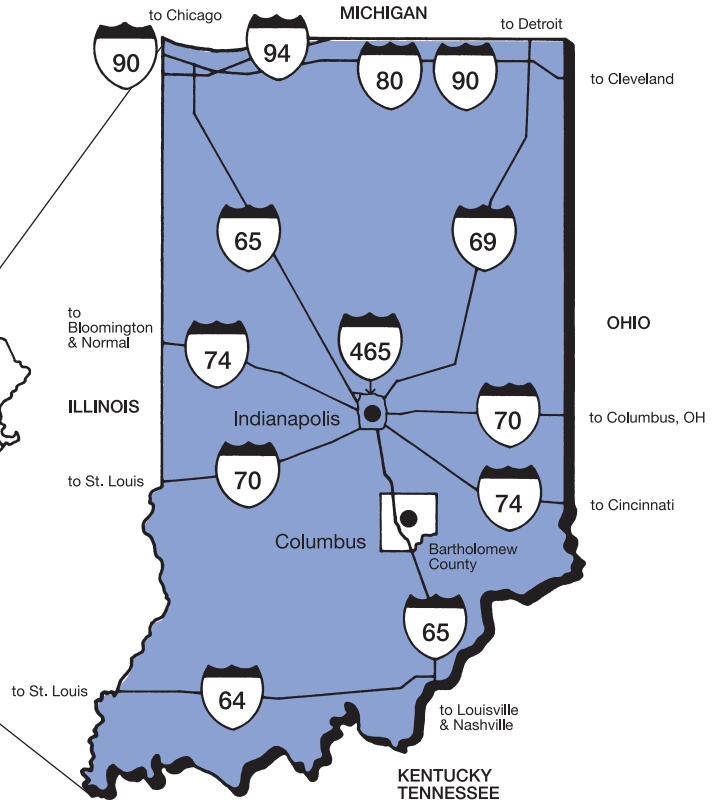 to Chicago
MICHIGAN
to Detroit
90
94
80
90
to Cleveland
65
69
to
Bloomington
& Normal
74
465
OHIO
ILLINOIS
Indianapolis
70
to Columbus, OH
to St. Louis
70
74
to Cincinnati
Columbus
Bartholomew
County
65
to St. Louis
64
to Louisville
& Nashville
KENTUCKY
TENNESSEE